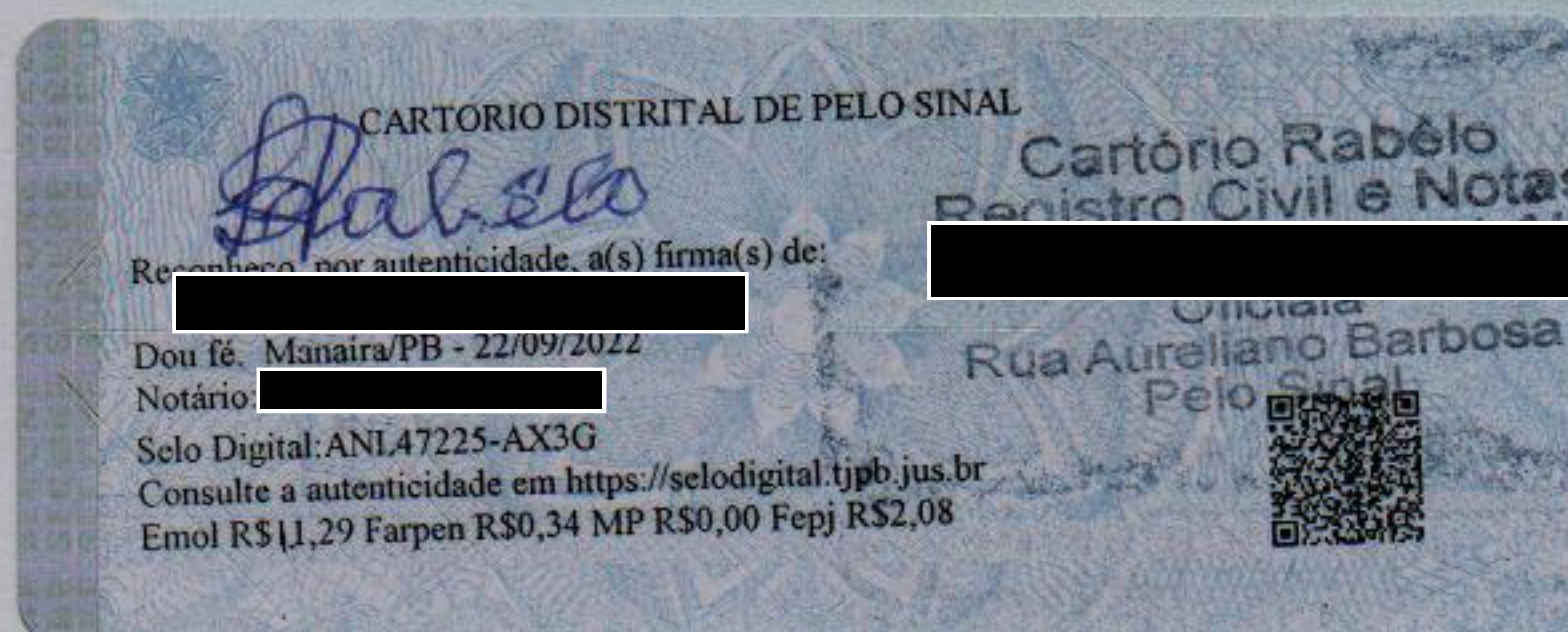 CARTORIO DISTRITAL DE PELO SINAL
Rabelo
Cartório Rabêlo
Registro Civil e Notas
Reconheço, por autenticidade, a(s) firma(s) de:
Oficiala
Dou fé. Manaira/PB - 22/09/2022
Rua Aureliano Barbosa
Notário:
Pelo Sinal
Selo Digital:ANL47225-AX3G
Consulte a autenticidade em https://selodigital.tjpb.jus.br
Emol R$11,29 Farpen R$0,34 MP R$0,00 Fepj R$2,08